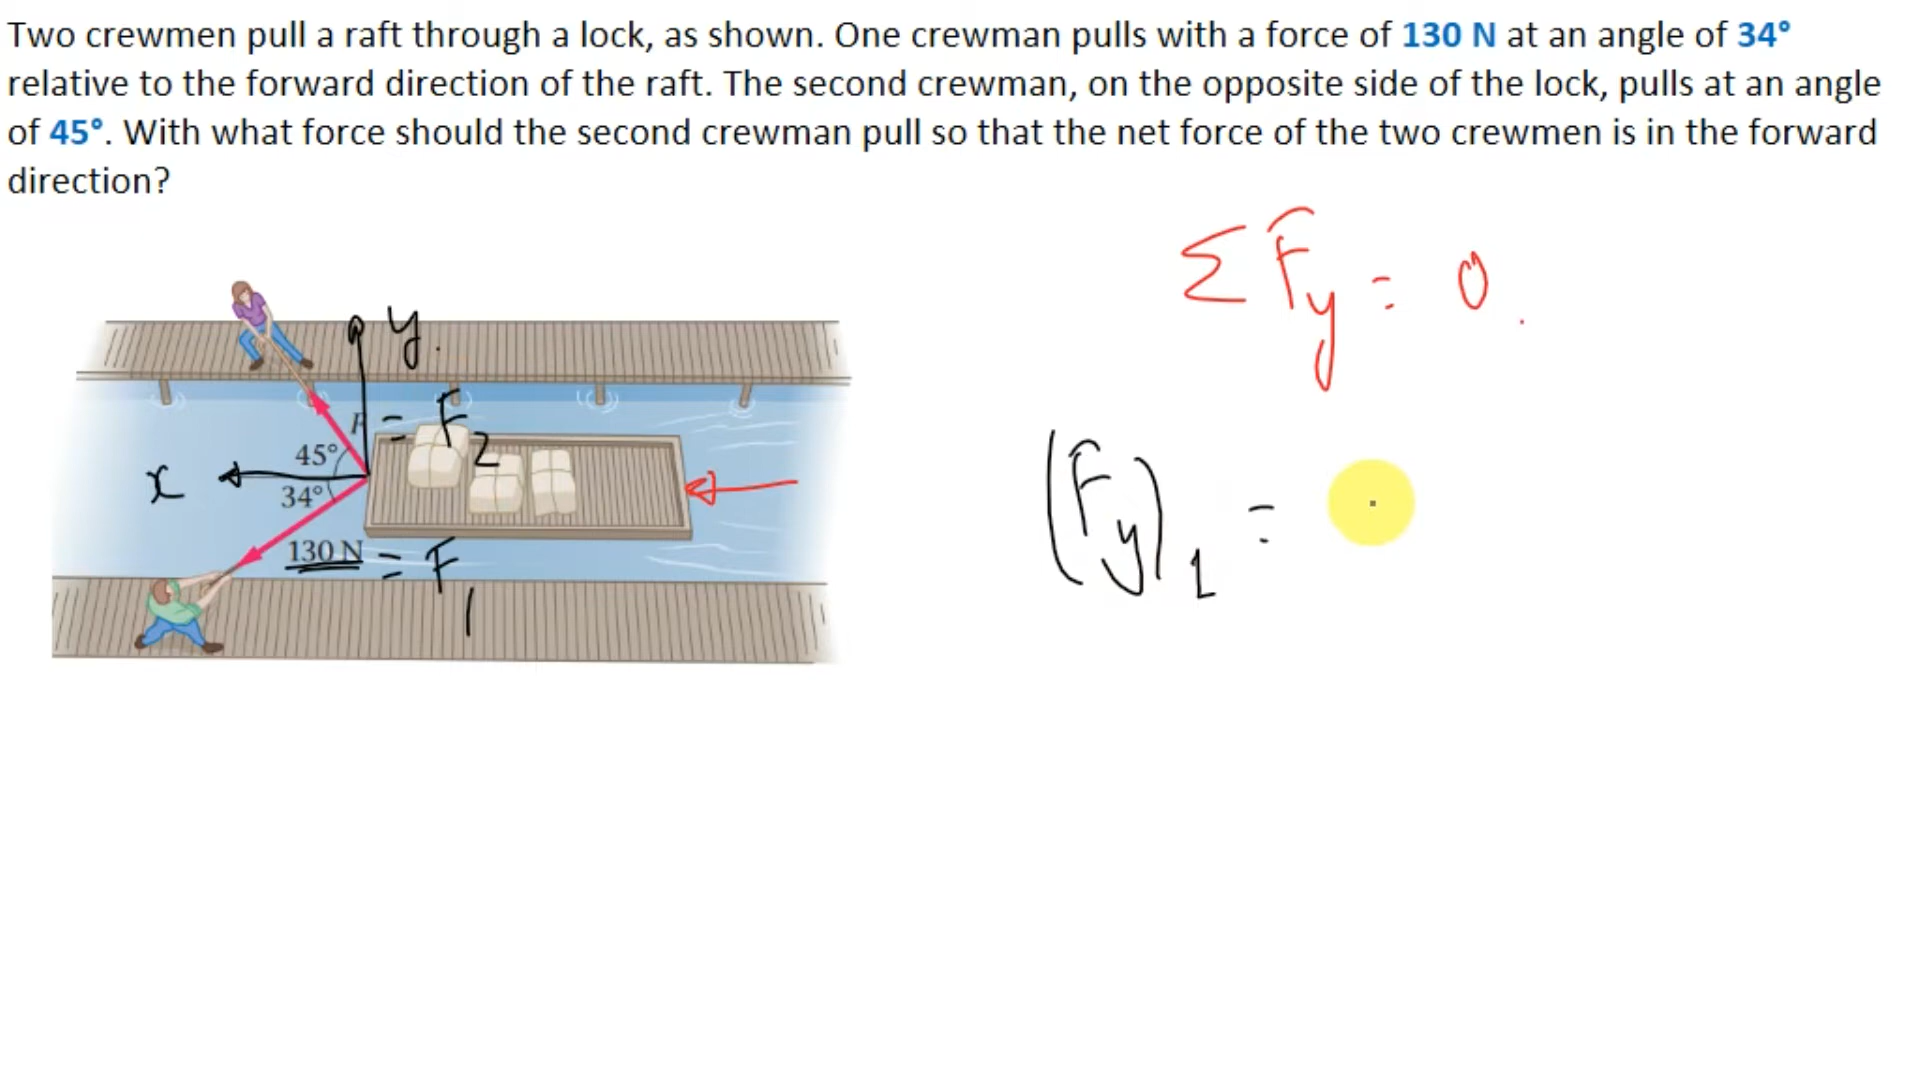 Two crewmen pull a raft through a lock, as shown. One crewman pulls with a force of 130 N at an angle of 34°
relative to the forward direction of the raft. The second crewman, on the opposite side of the lock, pulls at an angle
of 45°. With what force should the second crewman pull so that the net force of the two crewmen is in the forward
direction?
ΣF⃗y = 0.
y.
F = F₂
45°
x
34°
(F⃗y)₁ =
130 N = F₁